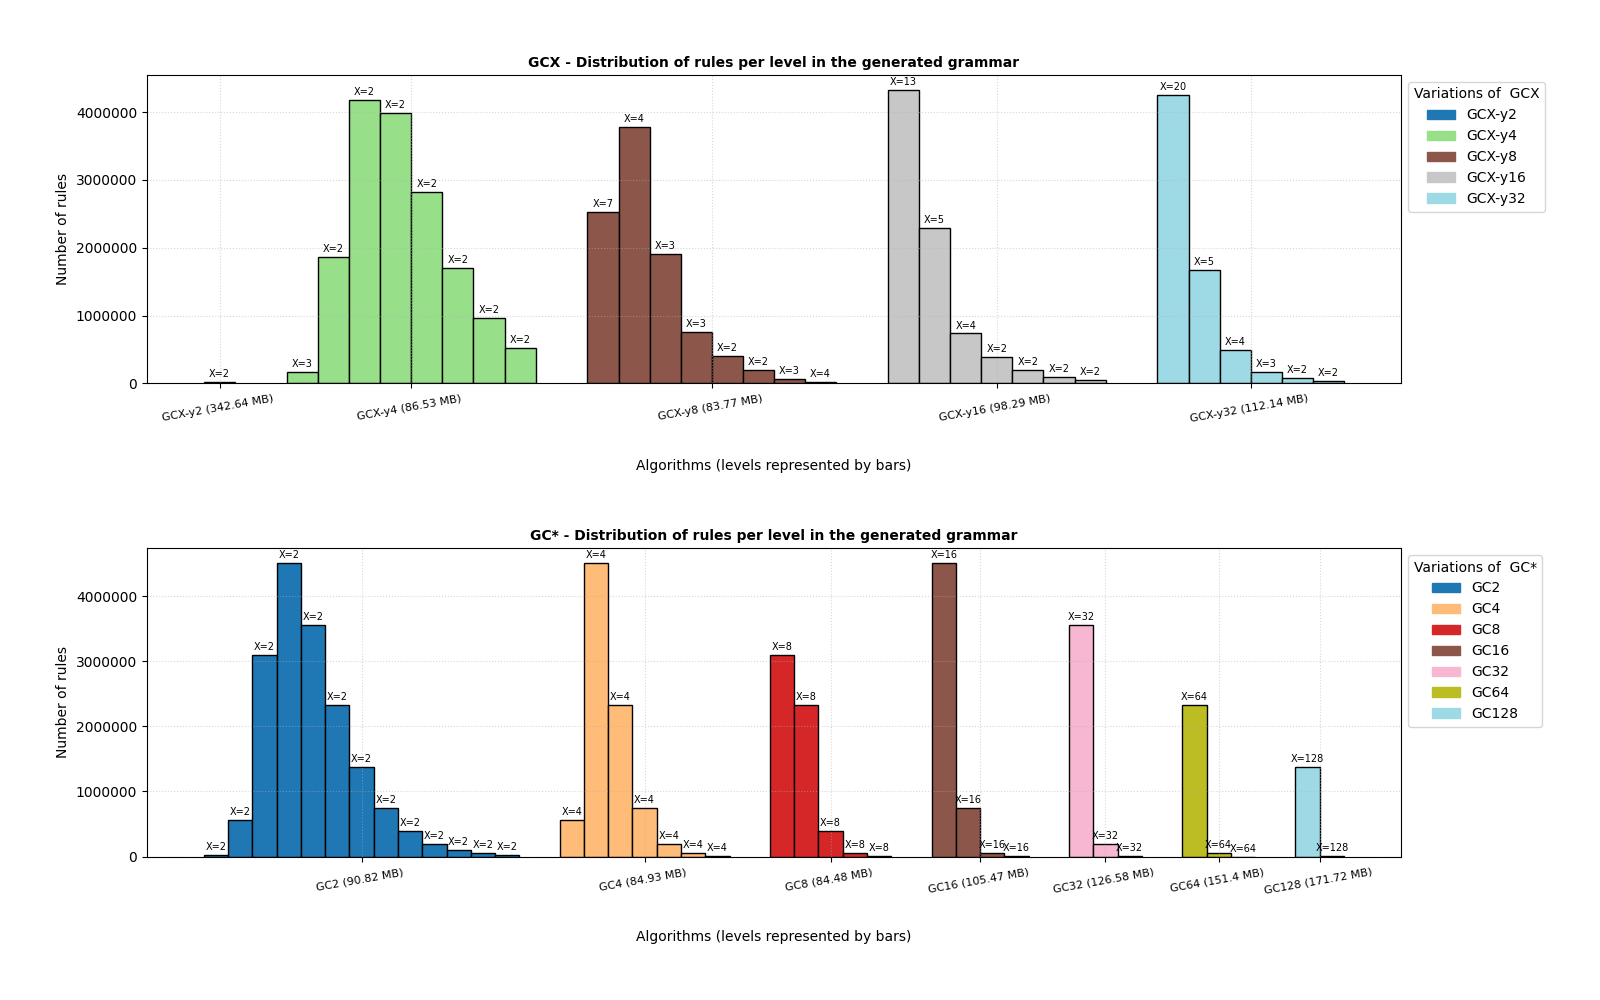 GCX - Distribution of rules per level in the generated grammar
Number of rules
4000000
3000000
2000000
1000000
0
X=2
X=3
X=2
X=2
X=2
X=2
X=2
X=2
X=2
X=7
X=4
X=3
X=3
X=2
X=2
X=3
X=4
X=13
X=5
X=4
X=2
X=2
X=2
X=2
X=20
X=5
X=4
X=3
X=2
X=2
GCX-y2 (342.64 MB)
GCX-y4 (86.53 MB)
GCX-y8 (83.77 MB)
GCX-y16 (98.29 MB)
GCX-y32 (112.14 MB)
Algorithms (levels represented by bars)
Variations of  GCX
GCX-y2
GCX-y4
GCX-y8
GCX-y16
GCX-y32
GC* - Distribution of rules per level in the generated grammar
Number of rules
4000000
3000000
2000000
1000000
0
X=2
X=2
X=2
X=2
X=2
X=2
X=2
X=2
X=2
X=2
X=2
X=2
X=2
X=4
X=4
X=4
X=4
X=4
X=4
X=4
X=8
X=8
X=8
X=8
X=8
X=16
X=16
X=16
X=16
X=32
X=32
X=32
X=64
X=64
X=64
X=128
X=128
GC2 (90.82 MB)
GC4 (84.93 MB)
GC8 (84.48 MB)
GC16 (105.47 MB)
GC32 (126.58 MB)
GC64 (151.4 MB)
GC128 (171.72 MB)
Algorithms (levels represented by bars)
Variations of  GC*
GC2
GC4
GC8
GC16
GC32
GC64
GC128